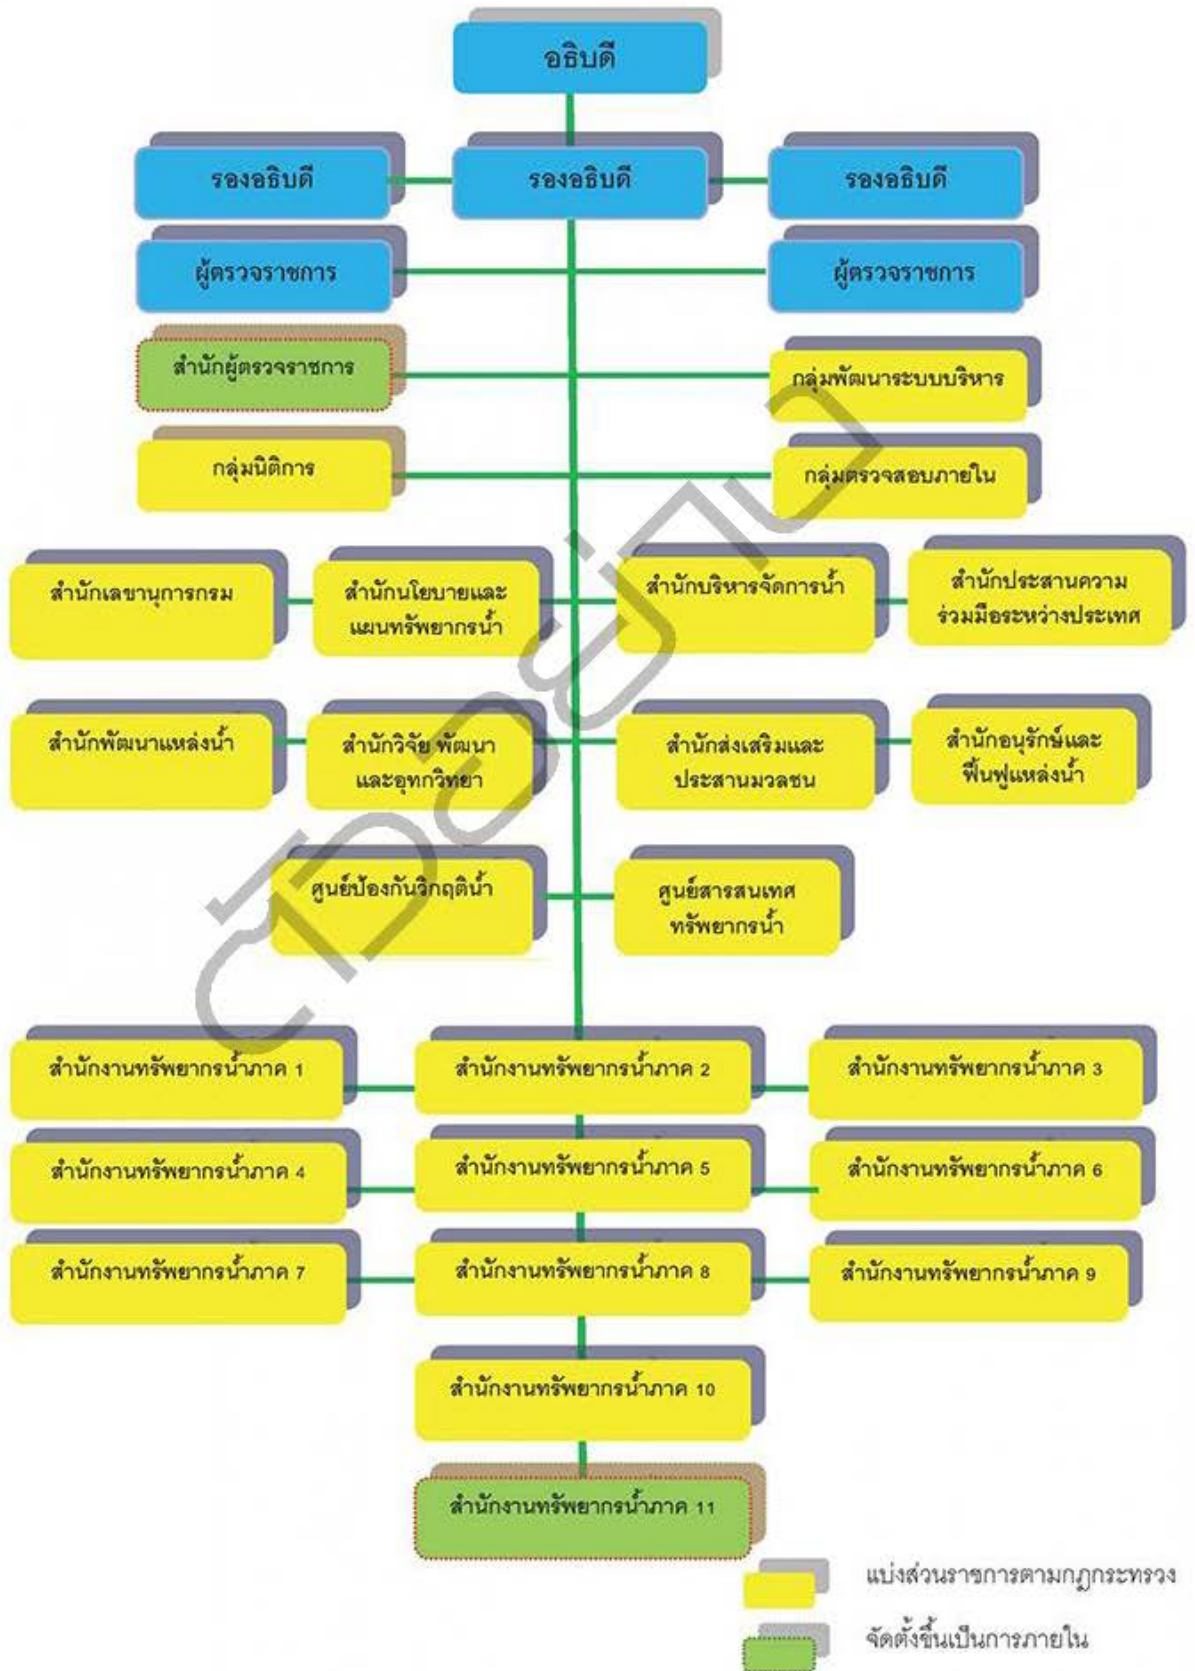 อธิบดี
รองอธิบดี
รองอธิบดี
รองอธิบดี
ผู้ตรวจราชการ
ผู้ตรวจราชการ
สำนักผู้ตรวจราชการ
กลุ่มพัฒนาระบบบริหาร
กลุ่มนิติการ
กลุ่มตรวจสอบภายใน
สำนักเลขานุการกรม
สำนักนโยบายและ
แผนทรัพยากรน้ำ
สำนักบริหารจัดการน้ำ
สำนักประสานความ
ร่วมมือระหว่างประเทศ
สำนักพัฒนาแหล่งน้ำ
สำนักวิจัย พัฒนา
และอุทกวิทยา
สำนักส่งเสริมและ
ประสานมวลชน
สำนักอนุรักษ์และ
ฟื้นฟูแหล่งน้ำ
ศูนย์ป้องกันวิกฤติน้ำ
ศูนย์สารสนเทศ
ทรัพยากรน้ำ
สำนักงานทรัพยากรน้ำภาค 1
สำนักงานทรัพยากรน้ำภาค 2
สำนักงานทรัพยากรน้ำภาค 3
สำนักงานทรัพยากรน้ำภาค 4
สำนักงานทรัพยากรน้ำภาค 5
สำนักงานทรัพยากรน้ำภาค 6
สำนักงานทรัพยากรน้ำภาค 7
สำนักงานทรัพยากรน้ำภาค 8
สำนักงานทรัพยากรน้ำภาค 9
สำนักงานทรัพยากรน้ำภาค 10
สำนักงานทรัพยากรน้ำภาค 11
แบ่งส่วนราชการตามกฎกระทรวง
จัดตั้งขึ้นเป็นการภายใน
ตัวอย่าง